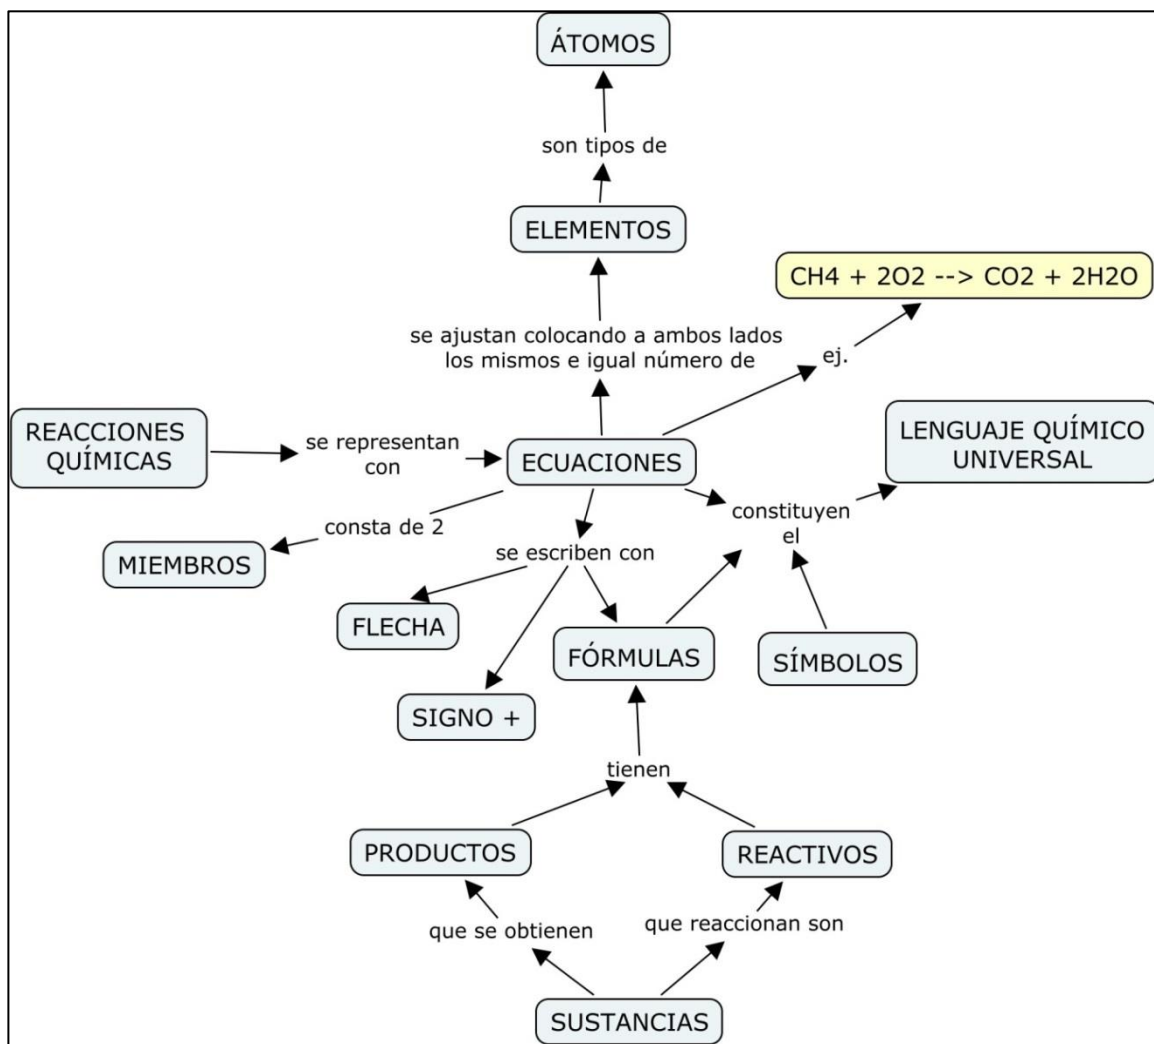 ÁTOMOS
son tipos de
ELEMENTOS
CH4 + 2O2 --> CO2 + 2H2O
se ajustan colocando a ambos lados
los mismos e igual número de
ej.
REACCIONES
QUÍMICAS
se representan
con
ECUACIONES
LENGUAJE QUÍMICO
UNIVERSAL
constituyen
el
consta de 2
MIEMBROS
se escriben con
FLECHA
FÓRMULAS
SÍMBOLOS
SIGNO +
tienen
PRODUCTOS
REACTIVOS
que se obtienen
que reaccionan son
SUSTANCIAS